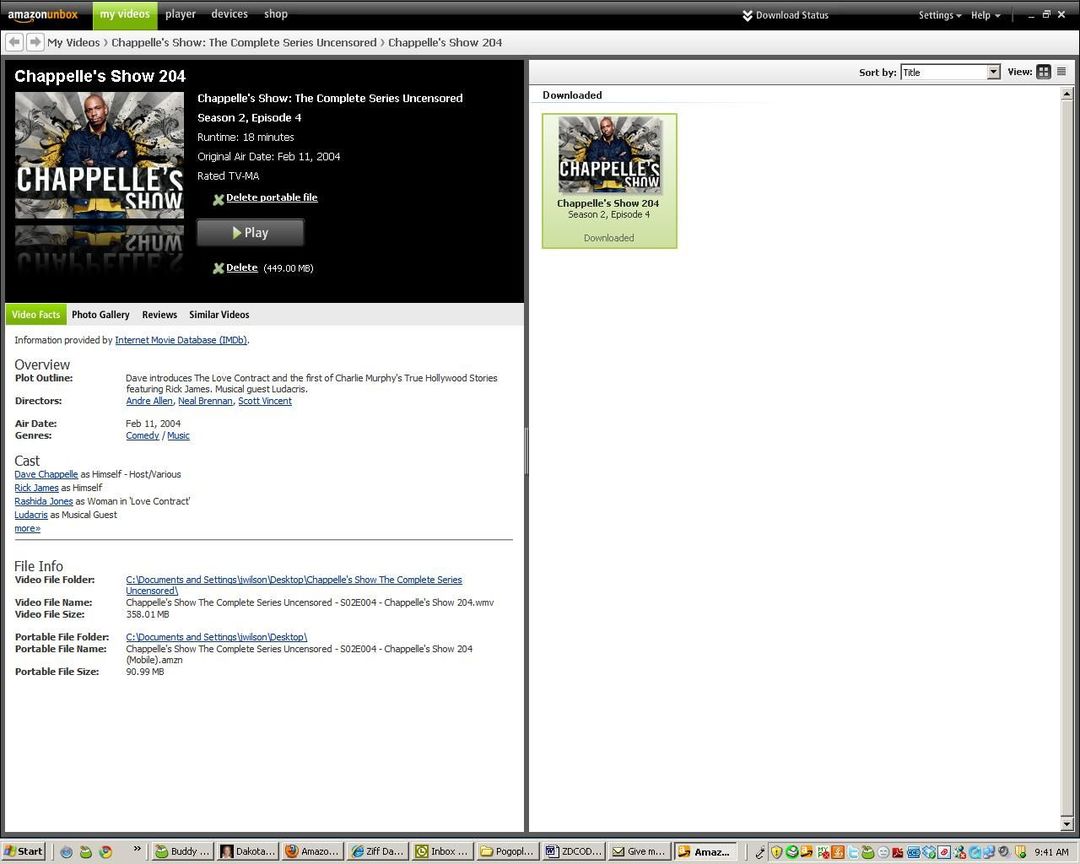 amazonunbox my videos player devices shop Download Status Settings Help
My Videos › Chappelle's Show: The Complete Series Uncensored › Chappelle's Show 204
Chappelle's Show 204
CHAPPELLE'S
SHOW
Chappelle's Show: The Complete Series Uncensored
Season 2, Episode 4
Runtime: 18 minutes
Original Air Date: Feb 11, 2004
Rated TV-MA
Delete portable file
Play
Delete (449.00 MB)
Video Facts Photo Gallery Reviews Similar Videos
Information provided by Internet Movie Database (IMDb).
Overview
Plot Outline: Dave introduces The Love Contract and the first of Charlie Murphy's True Hollywood Stories
featuring Rick James. Musical guest Ludacris.
Directors: Andre Allen, Neal Brennan, Scott Vincent
Air Date: Feb 11, 2004
Genres: Comedy / Music
Cast
Dave Chappelle as Himself - Host/Various
Rick James as Himself
Rashida Jones as Woman in 'Love Contract'
Ludacris as Musical Guest
more»
File Info
Video File Folder: C:\Documents and Settings\jwilson\Desktop\Chappelle's Show The Complete Series
Uncensored\
Video File Name: Chappelle's Show The Complete Series Uncensored - S02E004 - Chappelle's Show 204.wmv
Video File Size: 358.01 MB
Portable File Folder: C:\Documents and Settings\jwilson\Desktop\
Portable File Name: Chappelle's Show The Complete Series Uncensored - S02E004 - Chappelle's Show 204
(Mobile).amzn
Portable File Size: 90.99 MB
Sort by: Title View:
Downloaded
CHAPPELLE'S
SHOW
Chappelle's Show 204
Season 2, Episode 4
Downloaded
Start » Buddy ... Dakota... Amazo... Ziff Da... Inbox ... Pogopl... ZDCOD... Give m... Amaz... 9:41 AM